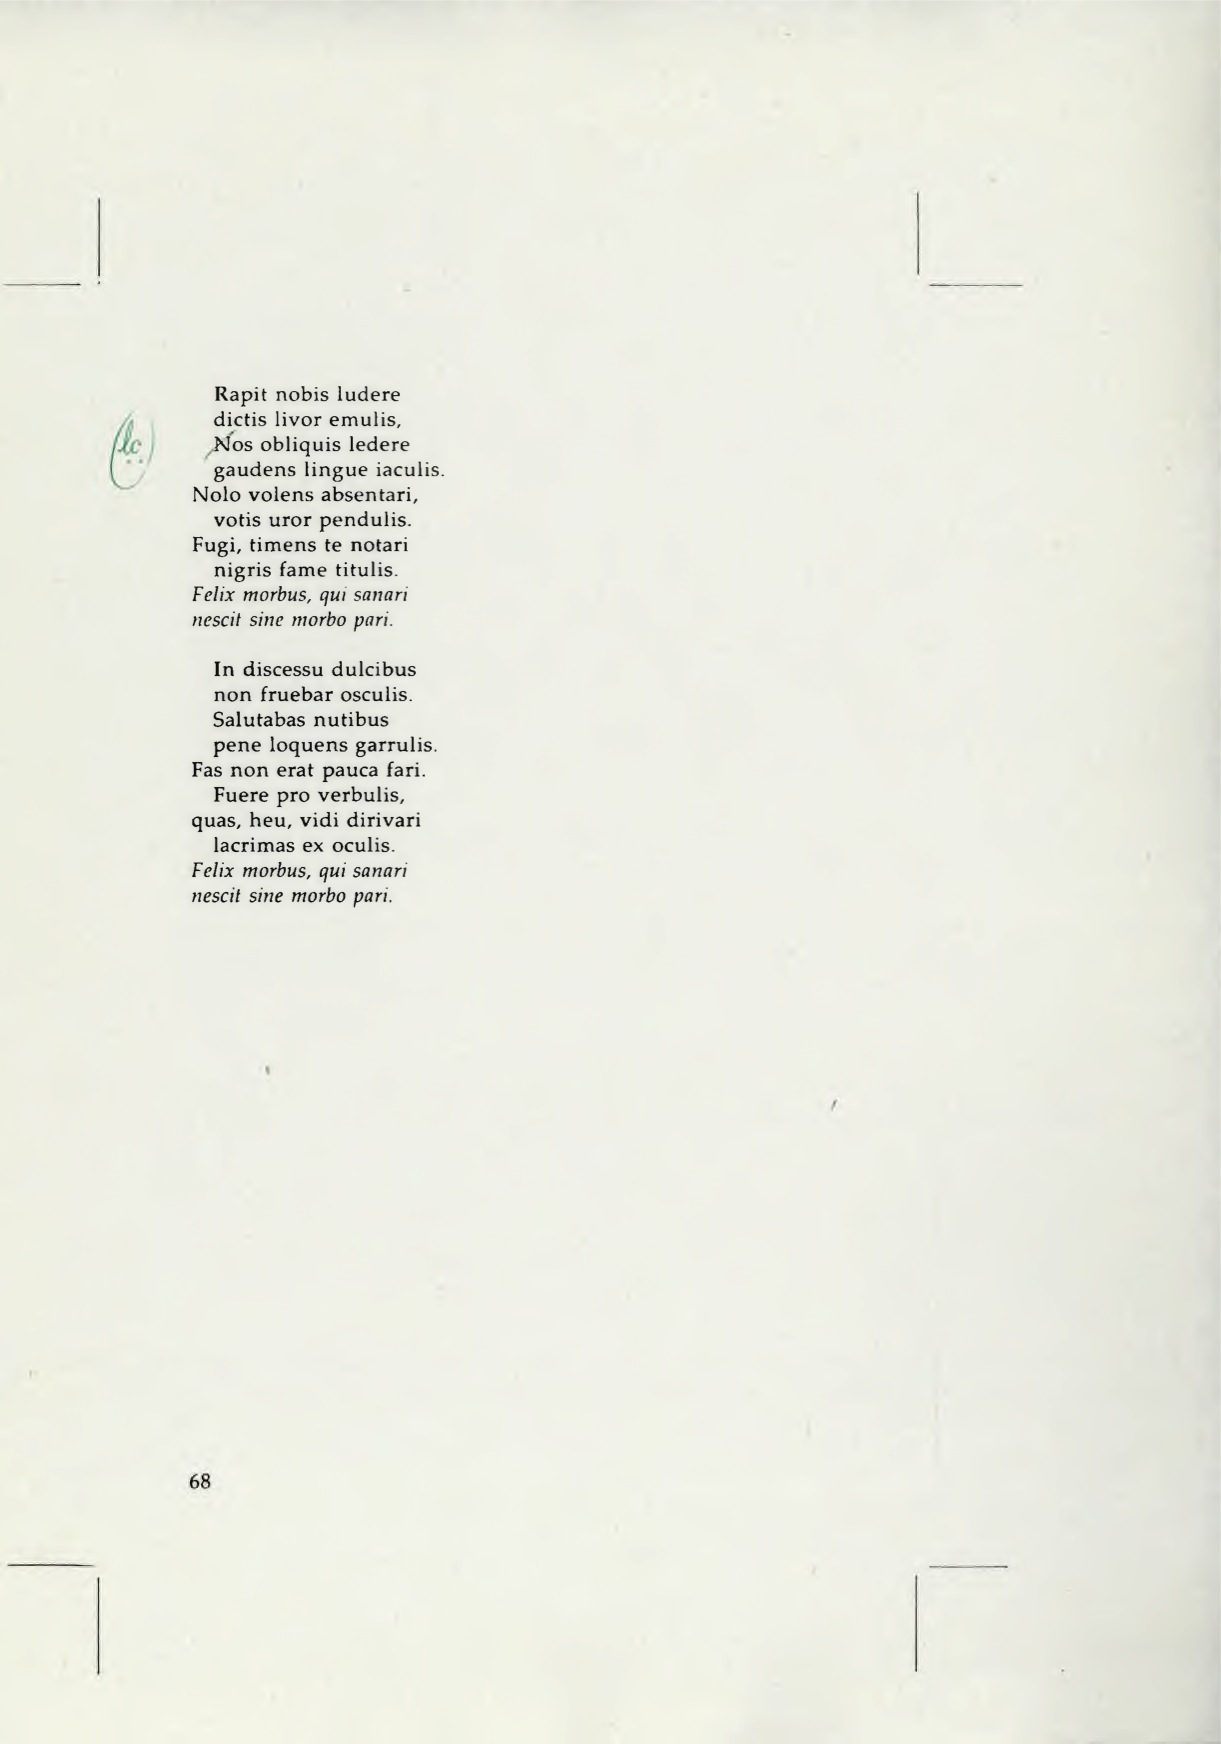 Rapit nobis ludere
dictis livor emulis,
lc
Nos obliquis ledere
gaudens lingue iaculis.
Nolo volens absentari,
votis uror pendulis.
Fugi, timens te notari
nigris fame titulis.
Felix morbus, qui sanari
nescit sine morbo pari.
In discessu dulcibus
non fruebar osculis.
Salutabas nutibus
pene loquens garrulis.
Fas non erat pauca fari.
Fuere pro verbulis,
quas, heu, vidi dirivari
lacrimas ex oculis.
Felix morbus, qui sanari
nescit sine morbo pari.
68